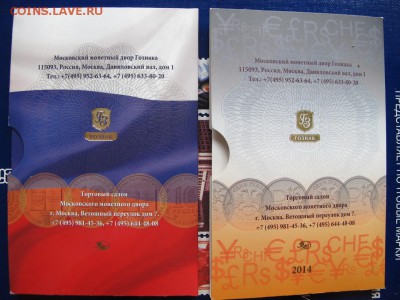 COINS.LAVE.RU
Московский монетный двор Гознака
115093, Россия, Москва, Даниловский вал, дом 1
Тел.: +7(495) 952-63-64, +7 (495) 633-80-20
ГОЗНАК
Торговый салон
Московского монетного двора
г. Москва, Ветошный переулок дом 7.
+7 (495) 981-45-36, +7 (495) 644-48-08
Московский монетный двор Гознака
115093, Россия, Москва, Даниловский вал, дом 1
Тел.: +7(495) 952-63-64, +7 (495) 633-80-20
ГОЗНАК
Торговый салон
Московского монетного двора
г. Москва, Ветошный переулок дом 7.
+7 (495) 981-45-36, +7 (495) 644-48-08
2014